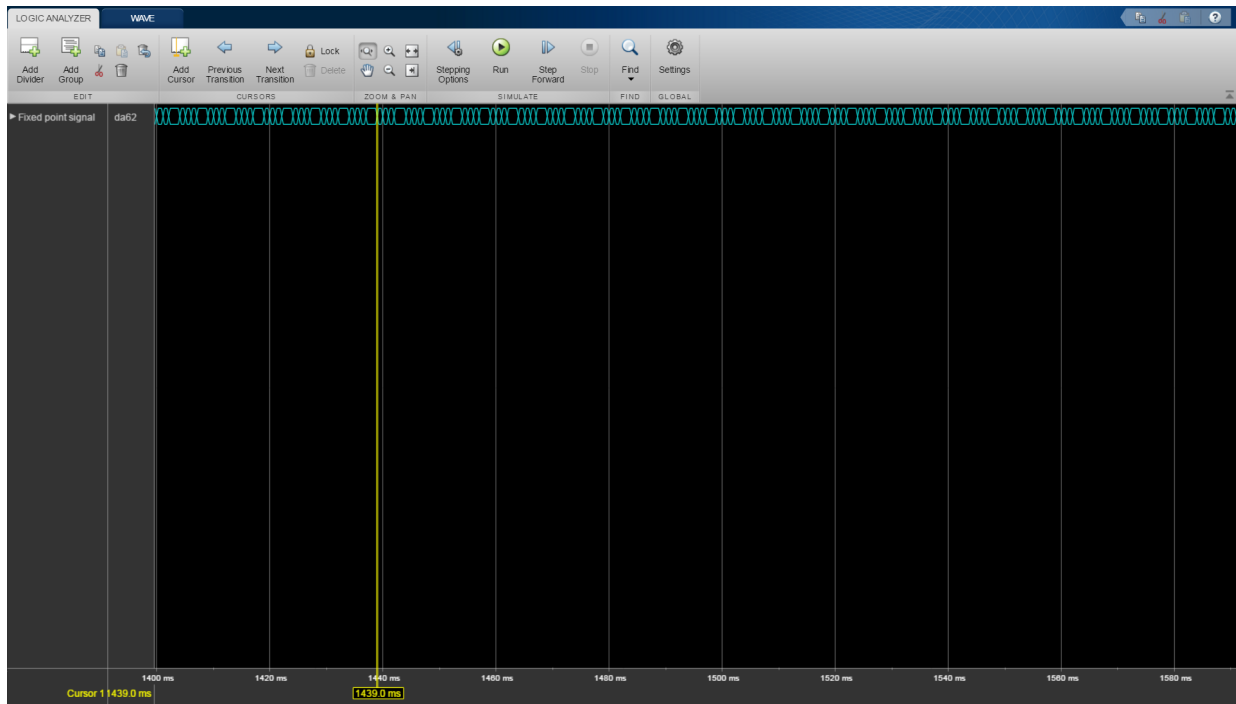 LOGIC ANALYZER WAVE
?
Lock
Delete
Add Divider
Add Group
Add Cursor
Previous Transition
Next Transition
Stepping Options
Run
Step Forward
Stop
Find
Settings
EDIT CURSORS ZOOM & PAN SIMULATE FIND GLOBAL
Fixed point signal da62
1400 ms 1420 ms 1440 ms 1460 ms 1480 ms 1500 ms 1520 ms 1540 ms 1560 ms 1580 ms
Cursor 1 1439.0 ms 1439.0 ms